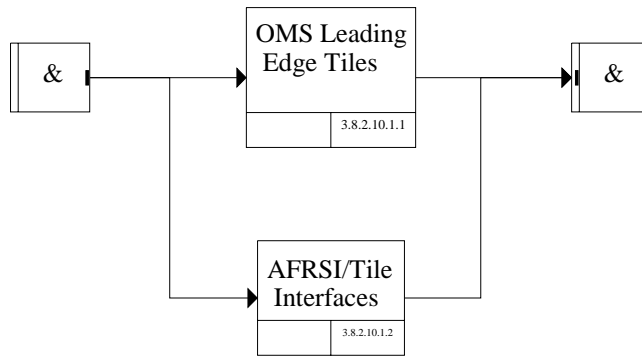 &
OMS Leading
Edge Tiles
3.8.2.10.1.1
&
AFRSI/Tile
Interfaces
3.8.2.10.1.2